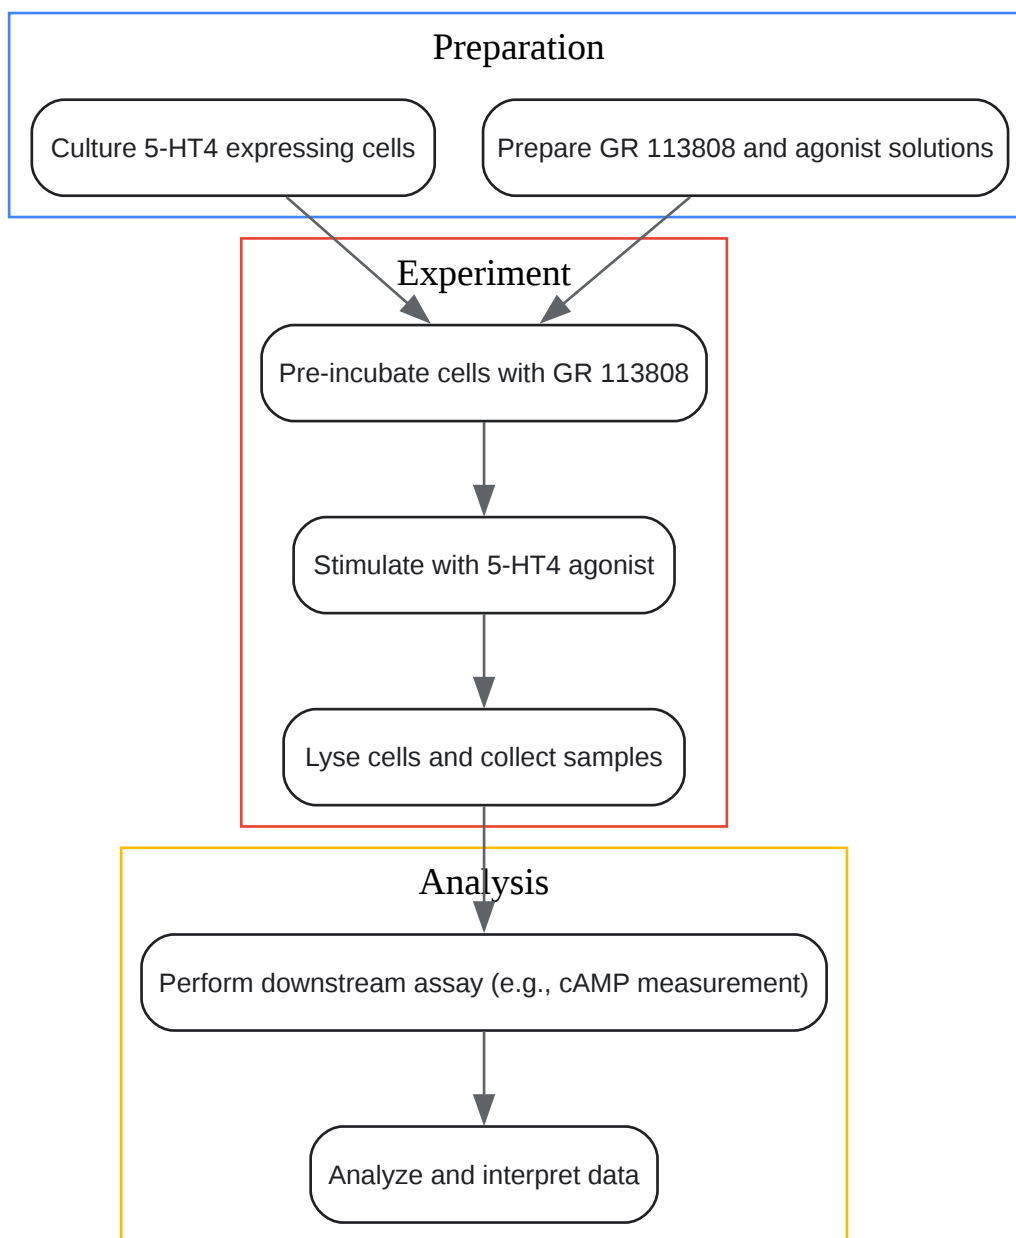 Preparation
Culture 5-HT4 expressing cells
Prepare GR 113808 and agonist solutions
Experiment
Pre-incubate cells with GR 113808
Stimulate with 5-HT4 agonist
Lyse cells and collect samples
Analysis
Perform downstream assay (e.g., cAMP measurement)
Analyze and interpret data